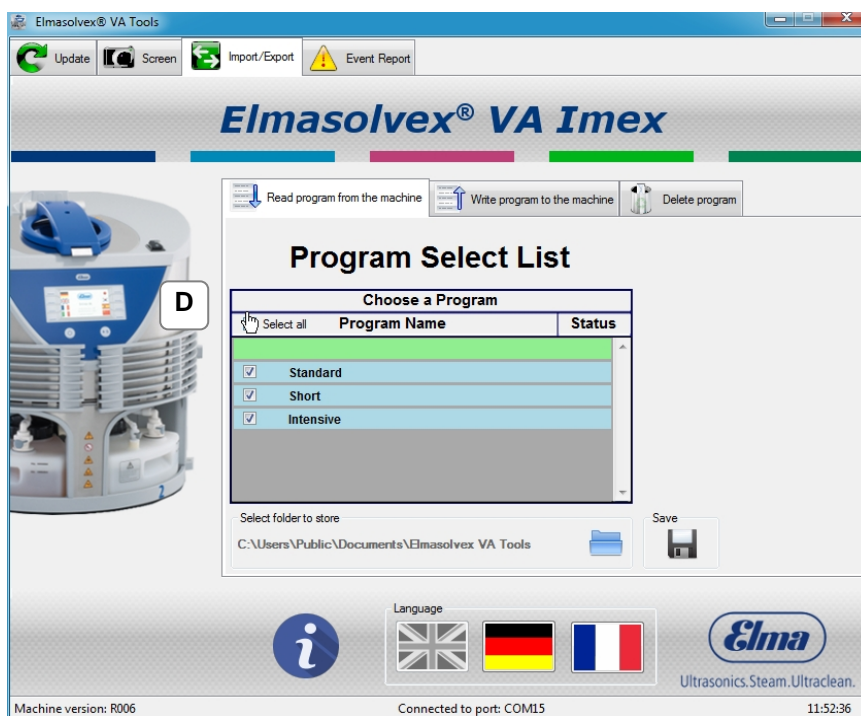 Elmasolvex® VA Tools
Update Screen Import/Export Event Report
Elmasolvex® VA Imex
Read program from the machine Write program to the machine Delete program
Program Select List
D
Choose a Program
Select all Program Name Status
Standard
Short
Intensive
Select folder to store
Save
C:\Users\Public\Documents\Elmasolvex VA Tools
Language
Elma
Ultrasonics.Steam.Ultraclean.
Machine version: R006 Connected to port: COM15 11:52:36